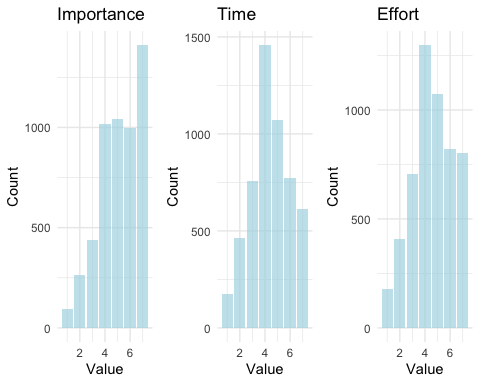 Importance
Time
Effort
Count
1000
500
0
2 4 6
Value
Count
1500
1000
500
0
2 4 6
Value
Count
1000
500
0
2 4 6
Value